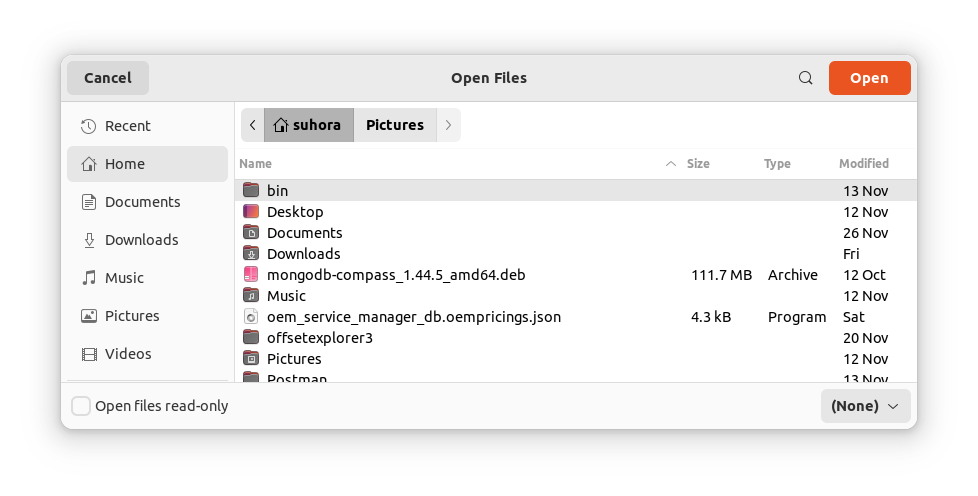 Cancel Open Files Open
Recent
Home
Documents
Downloads
Music
Pictures
Videos
suhora Pictures
Name Size Type Modified
bin 13 Nov
Desktop 12 Nov
Documents 26 Nov
Downloads Fri
mongodb-compass_1.44.5_amd64.deb 111.7 MB Archive 12 Oct
Music 12 Nov
oem_service_manager_db.oempricings.json 4.3 kB Program Sat
offsetexplorer3 20 Nov
Pictures 12 Nov
Postman 13 Nov
Open files read-only (None)